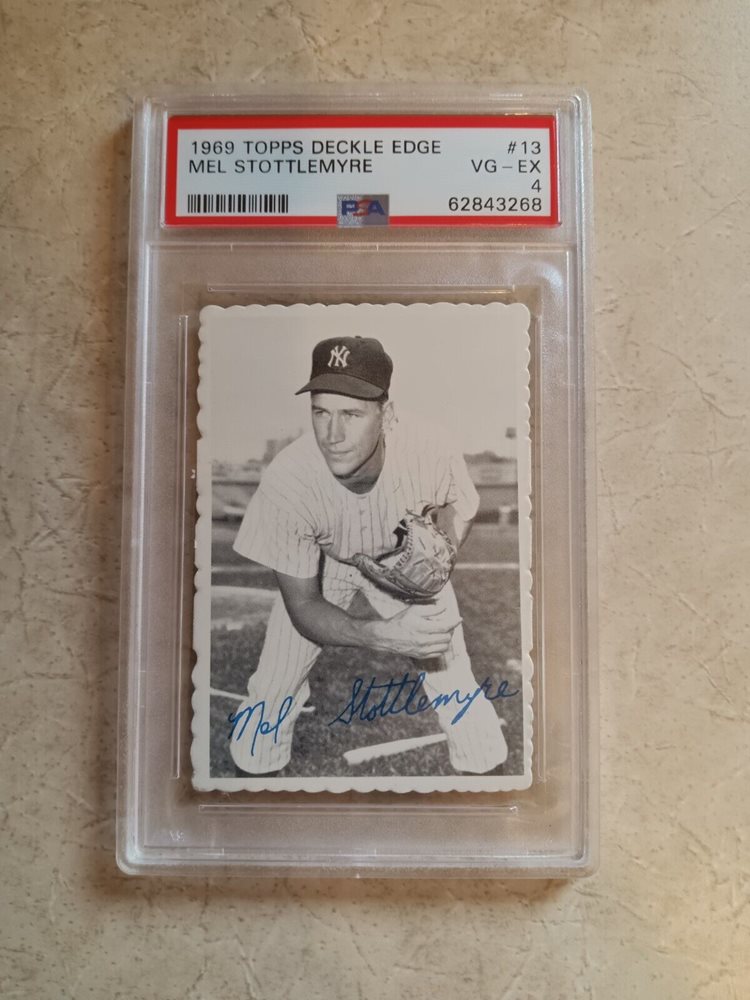 1969 TOPPS DECKLE EDGE #13
MEL STOTTLEMYRE VG-EX
4
PSA 62843268
NY
Mel Stottlemyre